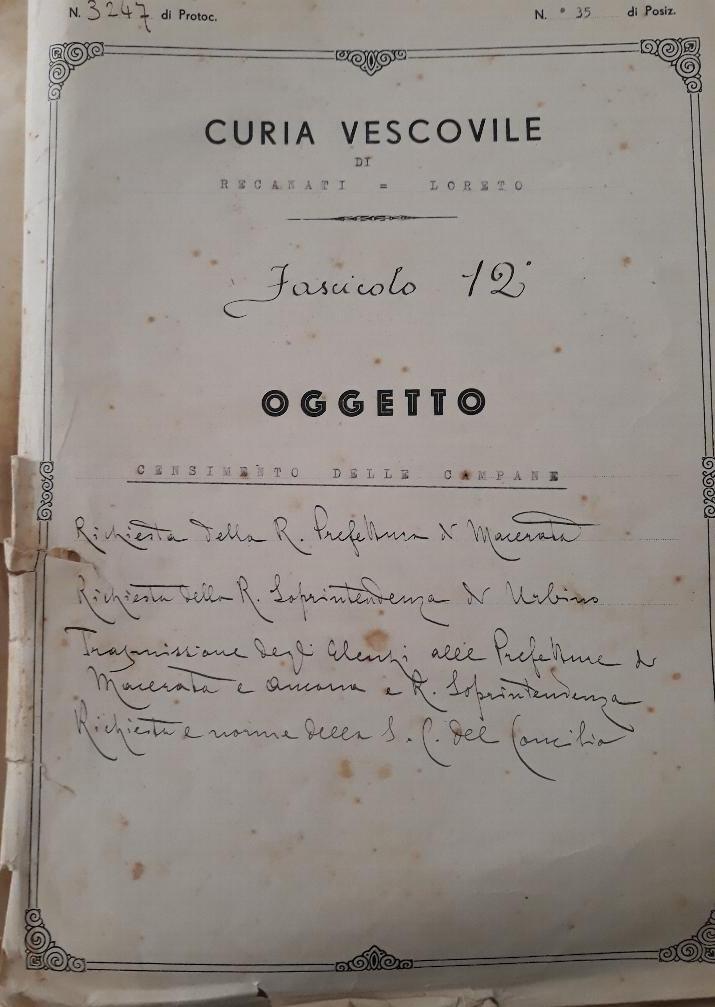 N. 3247 di Protoc.
N. ° 35 di Posiz.
CURIA VESCOVILE
DI
RECANATI = LORETO
Fascicolo 12°
OGGETTO
CENSIMENTO DELLE CAMPANE
Richiesta della R. Prefettura di Macerata
Richiesta della R. Soprintendenza di Urbino
Trasmissione degli elenchi alle Prefetture di
Macerata e Ancona e R. Soprintendenza
Richiesta e norme della S. C. del Concilio